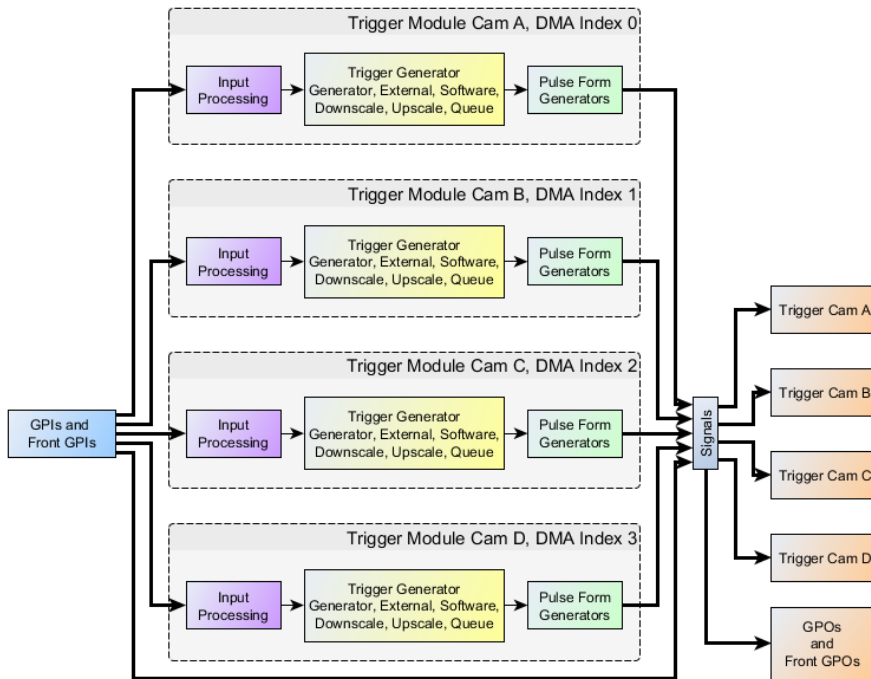 Trigger Module Cam A, DMA Index 0
Input
Processing
Trigger Generator
Generator, External, Software,
Downscale, Upscale, Queue
Pulse Form
Generators
Trigger Module Cam B, DMA Index 1
Input
Processing
Trigger Generator
Generator, External, Software,
Downscale, Upscale, Queue
Pulse Form
Generators
Trigger Module Cam C, DMA Index 2
Input
Processing
Trigger Generator
Generator, External, Software,
Downscale, Upscale, Queue
Pulse Form
Generators
Trigger Module Cam D, DMA Index 3
Input
Processing
Trigger Generator
Generator, External, Software,
Downscale, Upscale, Queue
Pulse Form
Generators
GPIs and
Front GPIs
Signals
Trigger Cam A
Trigger Cam B
Trigger Cam C
Trigger Cam D
GPOs
and
Front GPOs